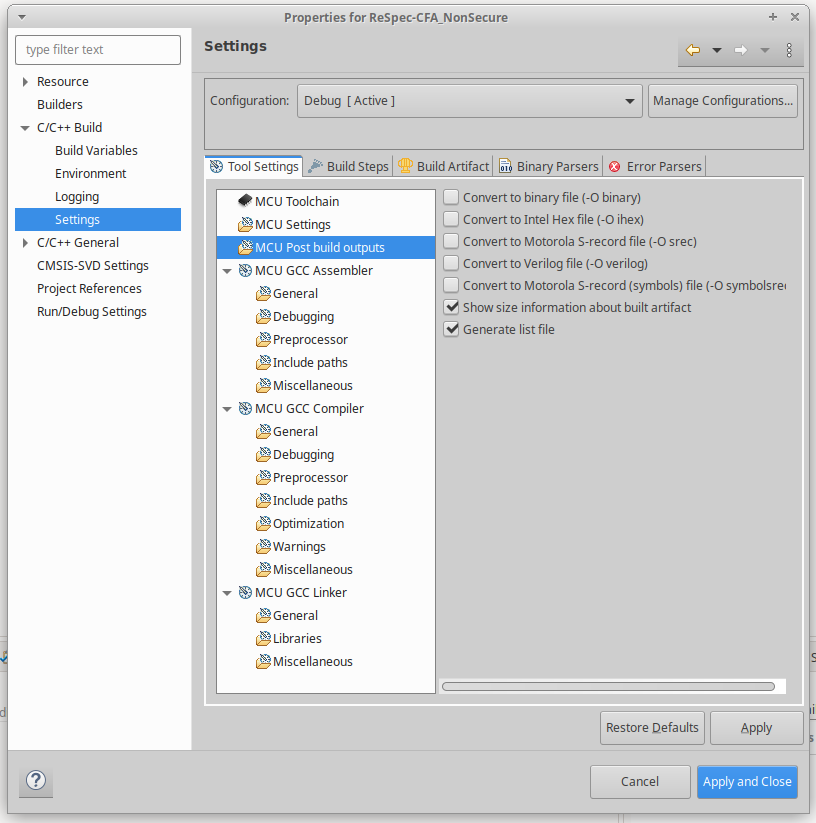 Properties for ReSpec-CFA_NonSecure
type filter text
Resource
Builders
C/C++ Build
Build Variables
Environment
Logging
Settings
C/C++ General
CMSIS-SVD Settings
Project References
Run/Debug Settings
Settings
Configuration:
Debug [ Active ]
Manage Configurations...
Tool Settings
Build Steps
Build Artifact
Binary Parsers
Error Parsers
MCU Toolchain
MCU Settings
MCU Post build outputs
MCU GCC Assembler
General
Debugging
Preprocessor
Include paths
Miscellaneous
MCU GCC Compiler
General
Debugging
Preprocessor
Include paths
Optimization
Warnings
Miscellaneous
MCU GCC Linker
General
Libraries
Miscellaneous
Convert to binary file (-O binary)
Convert to Intel Hex file (-O ihex)
Convert to Motorola S-record file (-O srec)
Convert to Verilog file (-O verilog)
Convert to Motorola S-record (symbols) file (-O symbolsre
Show size information about built artifact
Generate list file
Restore Defaults
Apply
?
Cancel
Apply and Close